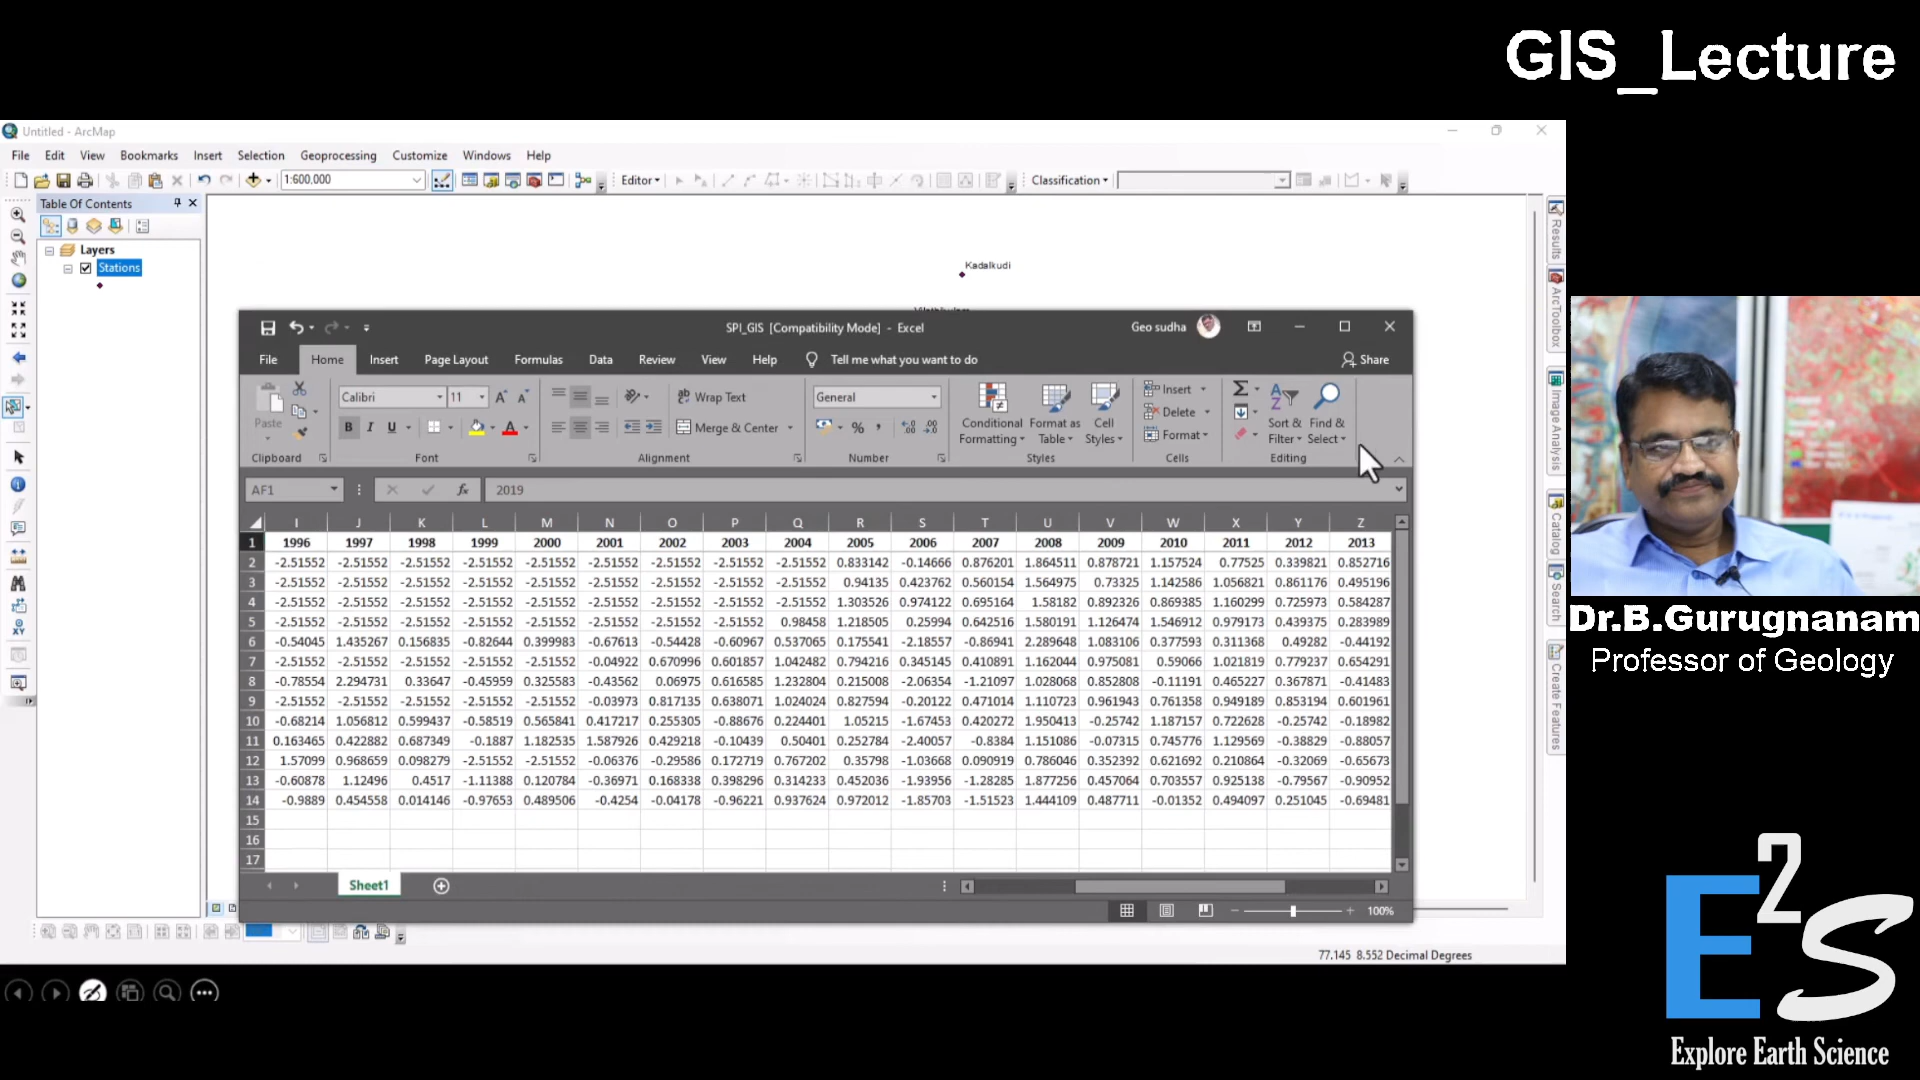 GIS_Lecture
Untitled - ArcMap
File Edit View Bookmarks Insert Selection Geoprocessing Customize Windows Help
1:600,000 Editor Classification
Table Of Contents
Layers
Stations
Kadalkudi
SPI_GIS [Compatibility Mode] - Excel Geo sudha
File Home Insert Page Layout Formulas Data Review View Help Tell me what you want to do Share
Paste Calibri 11 Wrap Text General Conditional Formatting Format as Table Cell Styles Insert Delete Format Sort & Filter Find & Select
B I U Merge & Center %
Clipboard Font Alignment Number Styles Cells Editing
AF1 fx 2019
I J K L M N O P Q R S T U V W X Y Z
1 1996 1997 1998 1999 2000 2001 2002 2003 2004 2005 2006 2007 2008 2009 2010 2011 2012 2013
2 -2.51552 -2.51552 -2.51552 -2.51552 -2.51552 -2.51552 -2.51552 -2.51552 -2.51552 0.833142 -0.14666 0.876201 1.864511 0.878721 1.157524 0.77525 0.339821 0.852716
3 -2.51552 -2.51552 -2.51552 -2.51552 -2.51552 -2.51552 -2.51552 -2.51552 -2.51552 0.94135 0.423762 0.560154 1.564975 0.73325 1.142586 1.056821 0.861176 0.495196
4 -2.51552 -2.51552 -2.51552 -2.51552 -2.51552 -2.51552 -2.51552 -2.51552 -2.51552 1.303526 0.974122 0.695164 1.58182 0.892326 0.869385 1.160299 0.725973 0.584287
5 -2.51552 -2.51552 -2.51552 -2.51552 -2.51552 -2.51552 -2.51552 -2.51552 0.98458 1.218505 0.25994 0.642516 1.580191 1.126474 1.546912 0.979173 0.439375 0.283989
6 -0.54045 1.435267 0.156835 -0.82644 0.399983 -0.67613 -0.54428 -0.60967 0.537065 0.175541 -2.18557 -0.86941 2.289648 1.083106 0.377593 0.311368 0.49282 -0.44192
7 -2.51552 -2.51552 -2.51552 -2.51552 -2.51552 -0.04922 0.670996 0.601857 1.042482 0.794216 0.345145 0.410891 1.162044 0.975081 0.59066 1.021819 0.779237 0.654291
8 -0.78554 2.294731 0.33647 -0.45959 0.325583 -0.43562 0.06975 0.616585 1.232804 0.215008 -2.06354 -1.21097 1.028068 0.852808 -0.11191 0.465227 0.367871 -0.41483
9 -2.51552 -2.51552 -2.51552 -2.51552 -2.51552 -0.03973 0.817135 0.638071 1.024024 0.827594 -0.20122 0.471014 1.110723 0.961943 0.761358 0.949189 0.853194 0.601961
10 -0.68214 1.056812 0.599437 -0.58519 0.565841 0.417217 0.255305 -0.88676 0.224401 1.05215 -1.67453 0.420272 1.950413 -0.25742 1.187157 0.722628 -0.25742 -0.18982
11 0.163465 0.422882 0.687349 -0.1887 1.182535 1.587926 0.429218 -0.10439 0.50401 0.252784 -2.40057 -0.8384 1.151086 -0.07315 0.745776 1.129569 -0.38829 -0.88057
12 1.57099 0.968659 0.098279 -2.51552 -2.51552 -0.06376 -0.29586 0.172719 0.767202 0.35798 -1.03668 0.090919 0.786046 0.352392 0.621692 0.210864 -0.32069 -0.65673
13 -0.60878 1.12496 0.4517 -1.11388 0.120784 -0.36971 0.168338 0.398296 0.314233 0.452036 -1.93956 -1.28285 1.877256 0.457064 0.703557 0.925138 -0.79567 -0.90952
14 -0.9889 0.454558 0.014146 -0.97653 0.489506 -0.4254 -0.04178 -0.96221 0.937624 0.972012 -1.85703 -1.51523 1.444109 0.487711 -0.01352 0.494097 0.251045 -0.69481
15
16
17
Sheet1
100%
77.145 8.552 Decimal Degrees
Results
ArcToolbox
Image Analysis
Catalog
Search
Create Features
Dr.B.Gurugnanam
Professor of Geology
E2S
Explore Earth Science